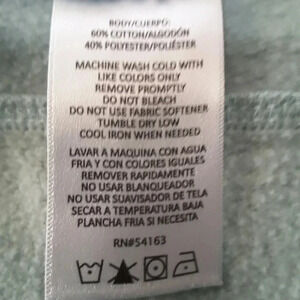 BODY/CUERPO:
60% COTTON/ALGODÓN
40% POLYESTER/POLIÉSTER
MACHINE WASH COLD WITH
LIKE COLORS ONLY
REMOVE PROMPTLY
DO NOT BLEACH
DO NOT USE FABRIC SOFTENER
TUMBLE DRY LOW
COOL IRON WHEN NEEDED
LAVAR A MAQUINA CON AGUA
FRIA Y CON COLORES IGUALES
REMOVER RAPIDAMENTE
NO USAR BLANQUEADOR
NO USAR SUAVISADOR DE TELA
SECAR A TEMPERATURA BAJA
PLANCHA FRIA SI NECESITA
RN#54163